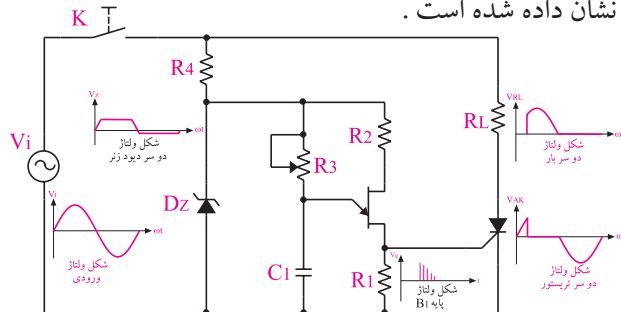 نشان داده شده است .
K
R4
VZ
ωt
شکل ولتاژ
دو سر دیود زنر
Vi
R3
R2
RL
VRL
ω
شکل ولتاژ
دو سر بار
DZ
Vi
ωt
شکل ولتاژ
ورودی
C1
R1
t
شکل ولتاژ
پایه B1
VAK
ω
شکل ولتاژ
دو سر تریستور